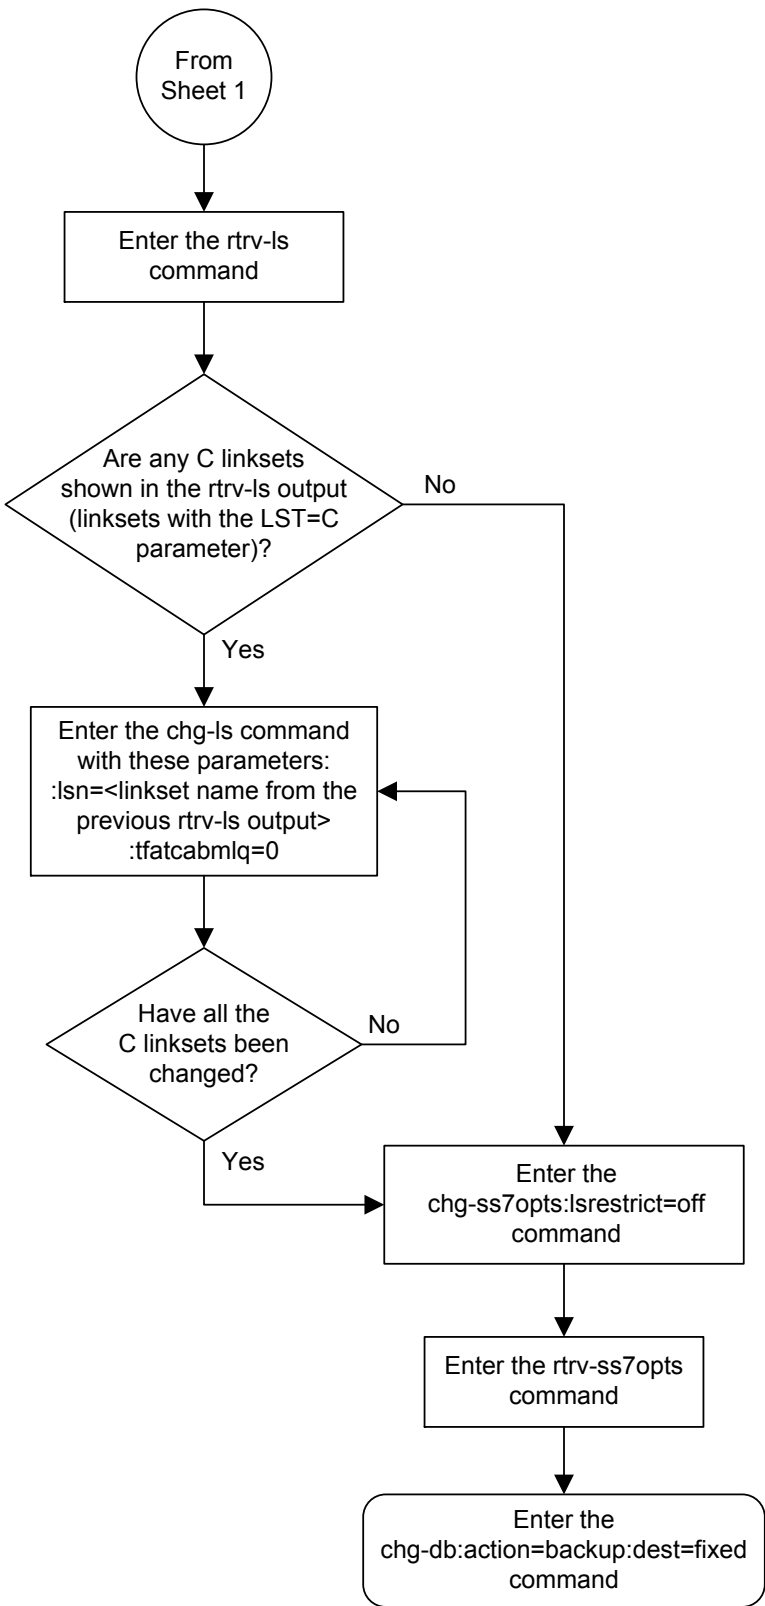 From
Sheet 1
Enter the rtrv-ls
command
Are any C linksets
shown in the rtrv-ls output
(linksets with the LST=C
parameter)?
No
Yes
Enter the chg-ls command
with these parameters:
:lsn=<linkset name from the
previous rtrv-ls output>
:tfatcabmlq=0
Have all the
C linksets been
changed?
No
Yes
Enter the
chg-ss7opts:lsrestrict=off
command
Enter the rtrv-ss7opts
command
Enter the
chg-db:action=backup:dest=fixed
command